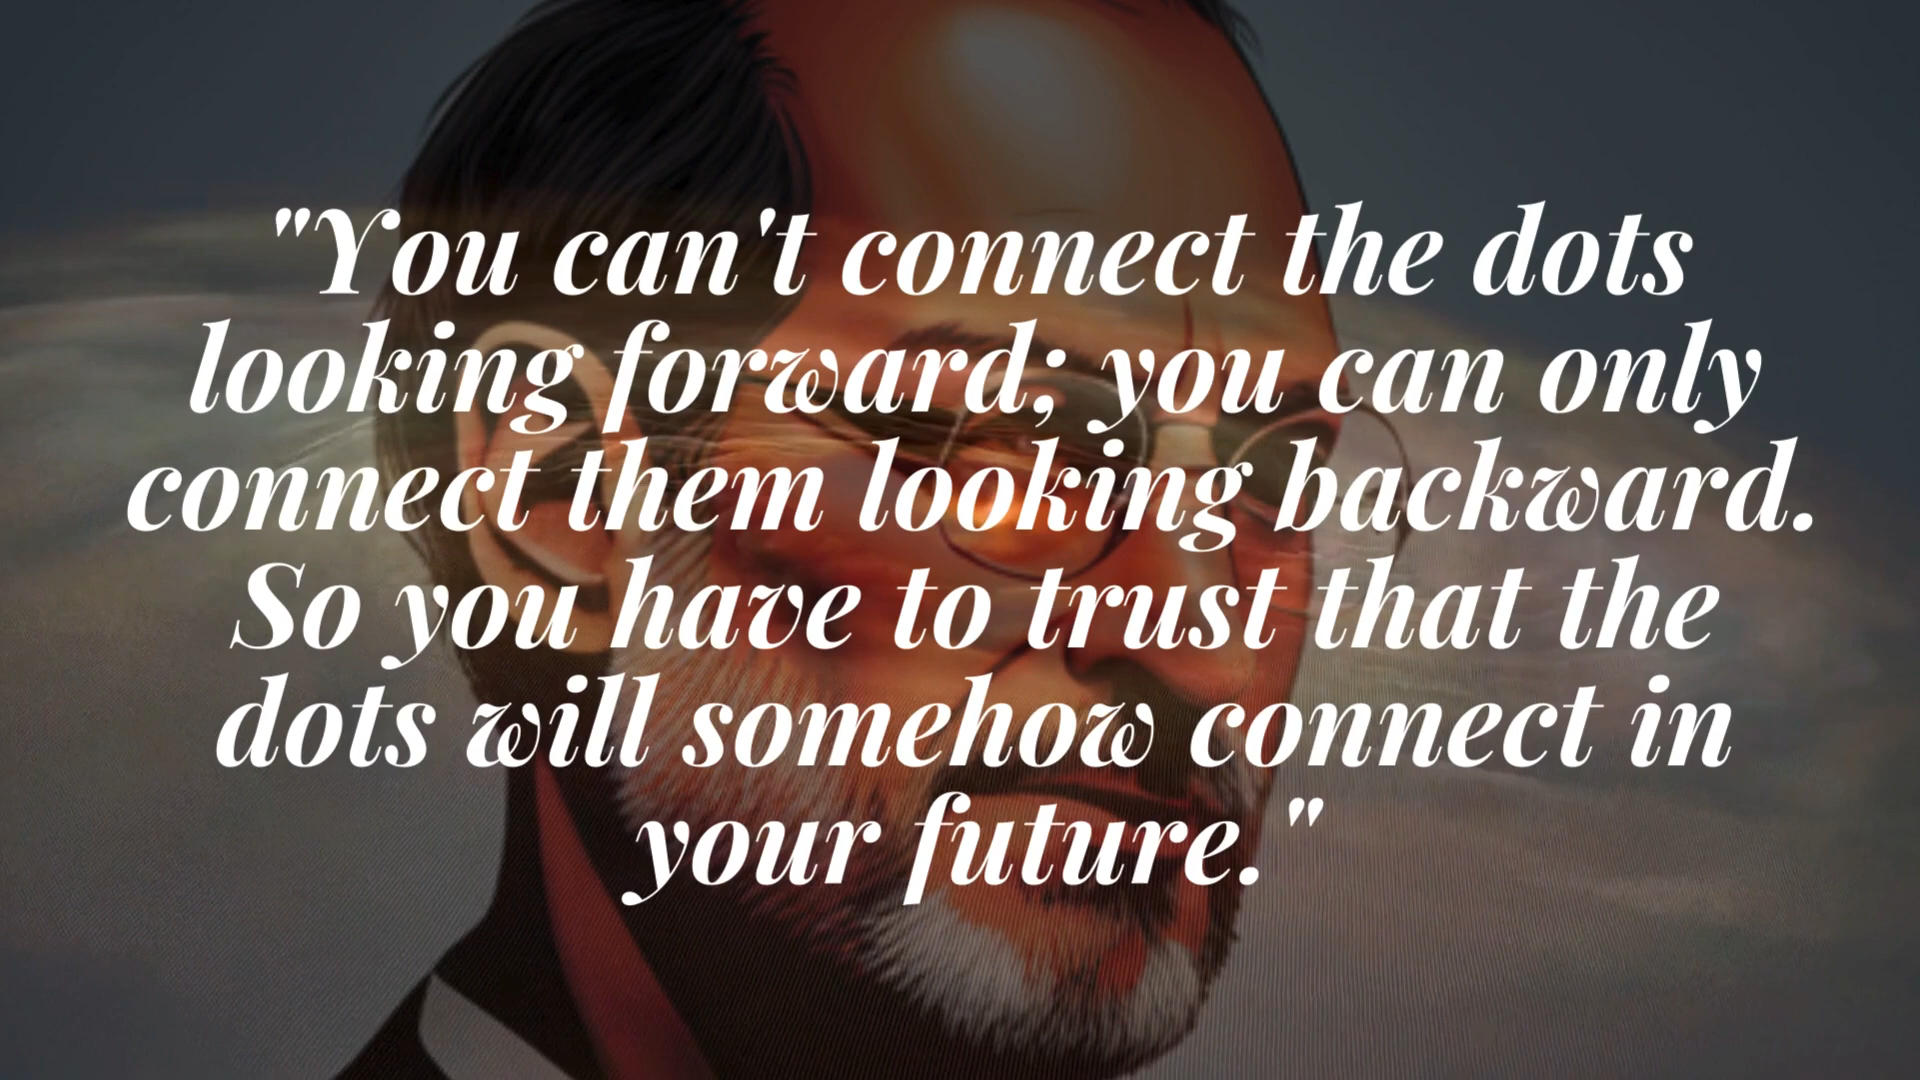 "You can't connect the dots
looking forward; you can only
connect them looking backward.
So you have to trust that the
dots will somehow connect in
your future."